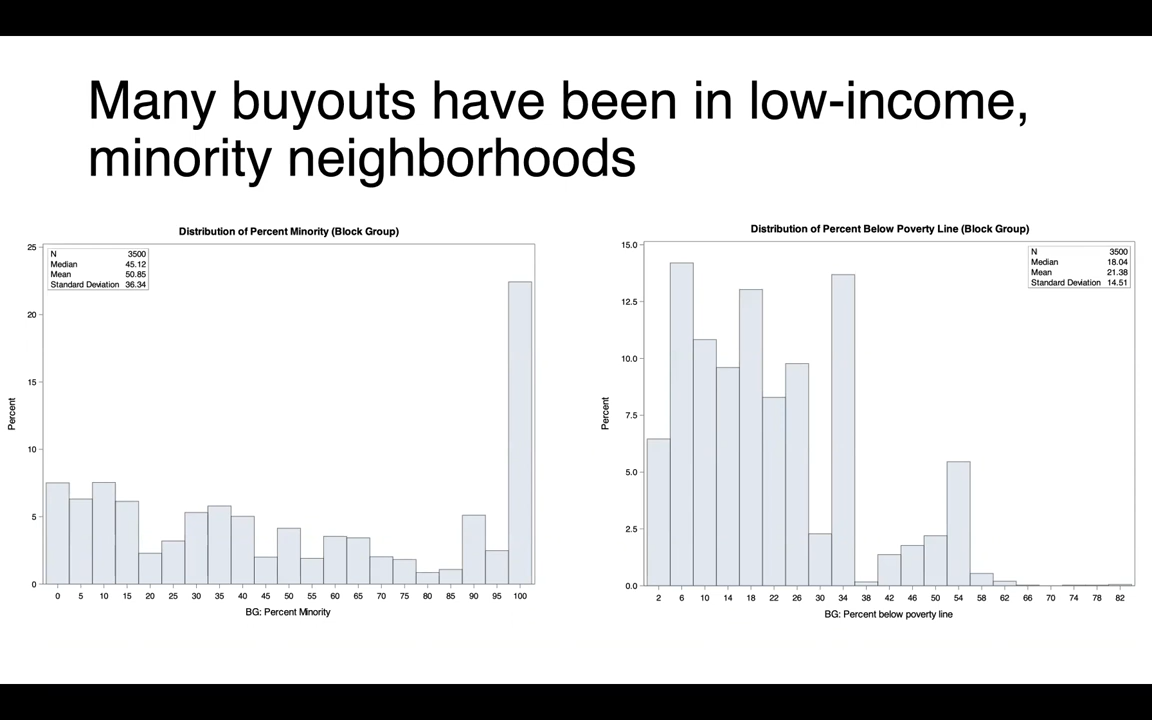 Many buyouts have been in low-income,
minority neighborhoods
Distribution of Percent Minority (Block Group)
N 3500
Median 45.12
Mean 50.85
Standard Deviation 36.34
25
20
15
10
5
0
Percent
0 5 10 15 20 25 30 35 40 45 50 55 60 65 70 75 80 85 90 95 100
BG: Percent Minority
Distribution of Percent Below Poverty Line (Block Group)
N 3500
Median 18.04
Mean 21.38
Standard Deviation 14.51
15.0
12.5
10.0
7.5
5.0
2.5
0.0
Percent
2 6 10 14 18 22 26 30 34 38 42 46 50 54 58 62 66 70 74 78 82
BG: Percent below poverty line